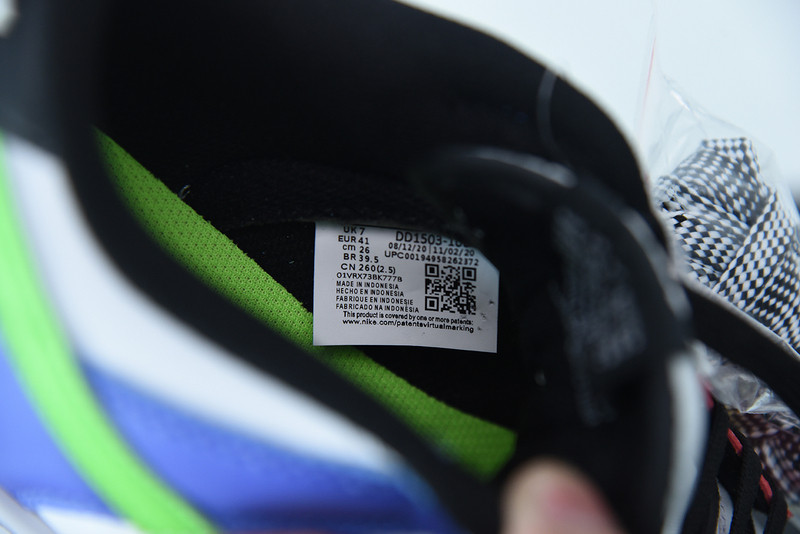 UK 7
EUR 41
cm 26
BR 39.5
CN 260(2.5)
DD1503-10
08/12/20 11/02/20
UPC00194958262372
01VRX73BK777B
MADE IN INDONESIA
HECHO EN INDONESIA
FABRIQUE EN INDONESIE
FABRICADO NA INDONESIA
This product is covered by one or more patents:
www.nike.com/patentsvirtualmarking